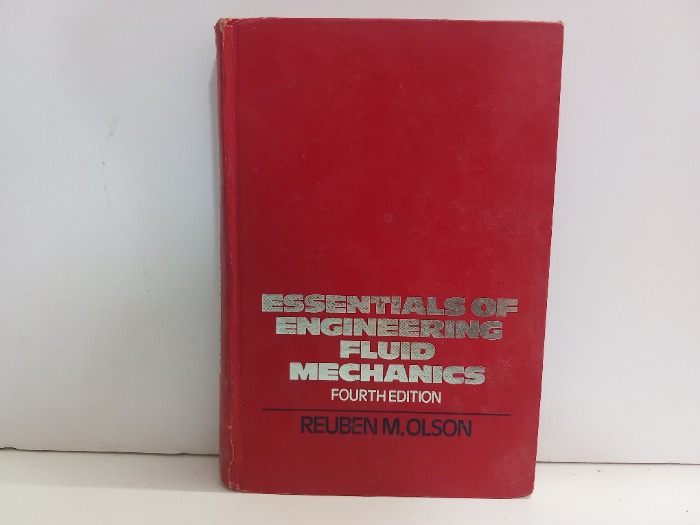 ESSENTIALS OF
ENGINEERING
FLUID
MECHANICS
FOURTH EDITION
REUBEN M. OLSON